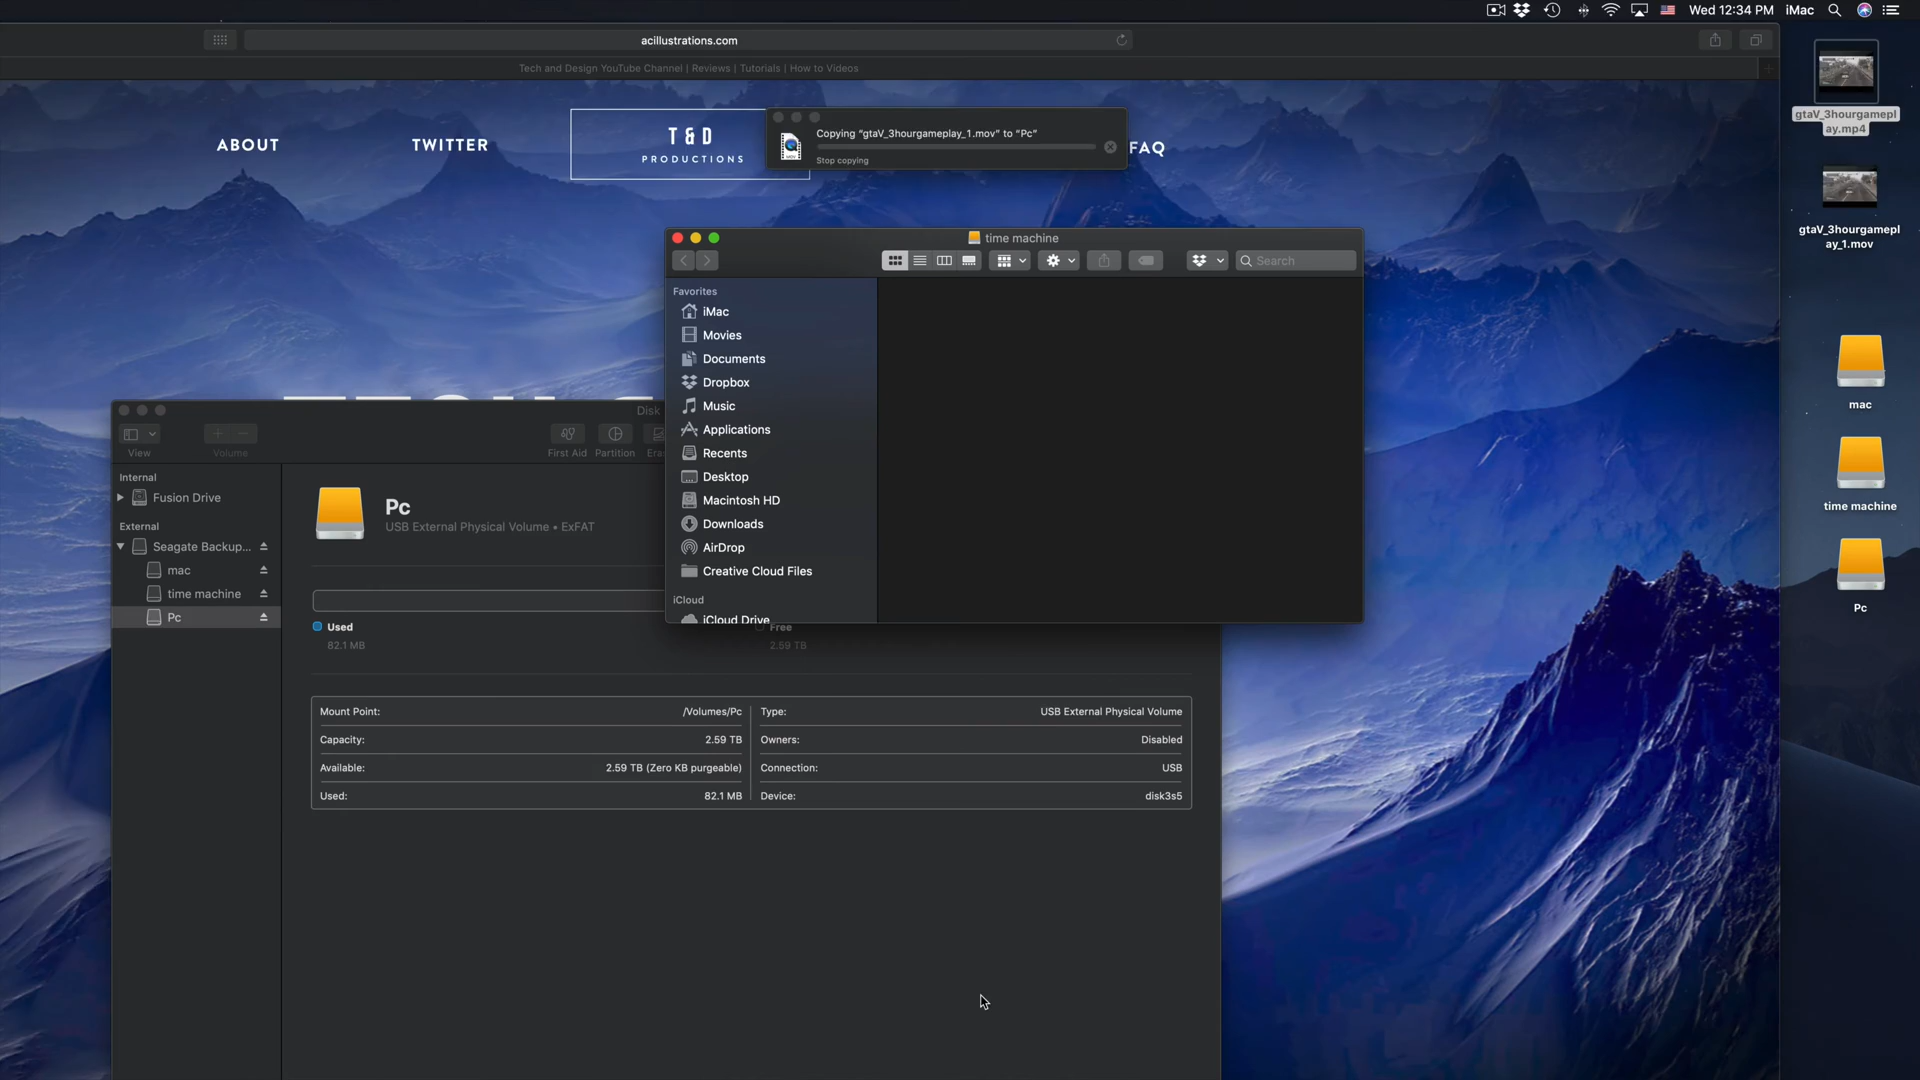 Wed 12:34 PM iMac
acillustrations.com
Tech and Design YouTube Channel | Reviews | Tutorials | How to Videos
ABOUT
TWITTER
T & D
PRODUCTIONS
FAQ
Copying "gtaV_3hourgameplay_1.mov" to "Pc"
Stop copying
MOV
time machine
Search
Favorites
iMac
Movies
Documents
Dropbox
Music
Applications
Recents
Desktop
Macintosh HD
Downloads
AirDrop
Creative Cloud Files
iCloud
iCloud Drive
Disk
View
Volume
First Aid
Partition
Eras
Internal
Fusion Drive
External
Seagate Backup...
mac
time machine
Pc
Pc
USB External Physical Volume • ExFAT
Used
82.1 MB
Free
2.59 TB
Mount Point: /Volumes/Pc
Capacity: 2.59 TB
Available: 2.59 TB (Zero KB purgeable)
Used: 82.1 MB
Type: USB External Physical Volume
Owners: Disabled
Connection: USB
Device: disk3s5
gtaV_3hourgamepl
ay.mp4
gtaV_3hourgamepl
ay_1.mov
mac
time machine
Pc